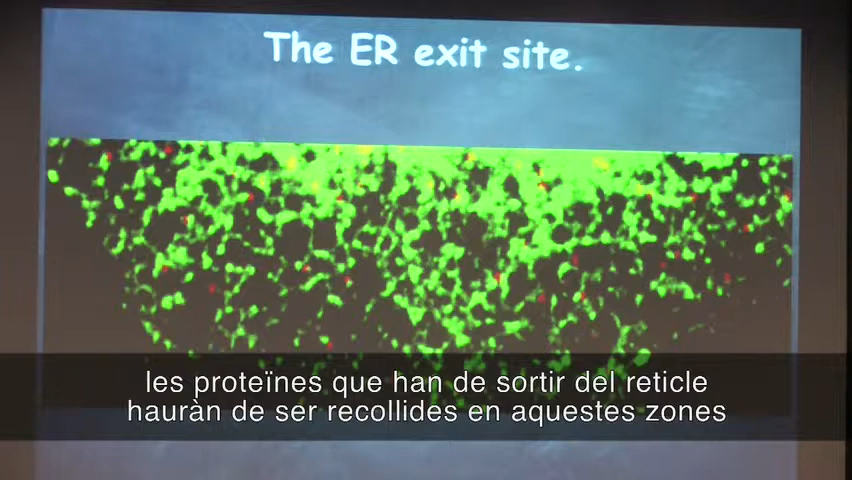 The ER exit site.
les proteïnes que han de sortir del reticle
hauràn de ser recollides en aquestes zones